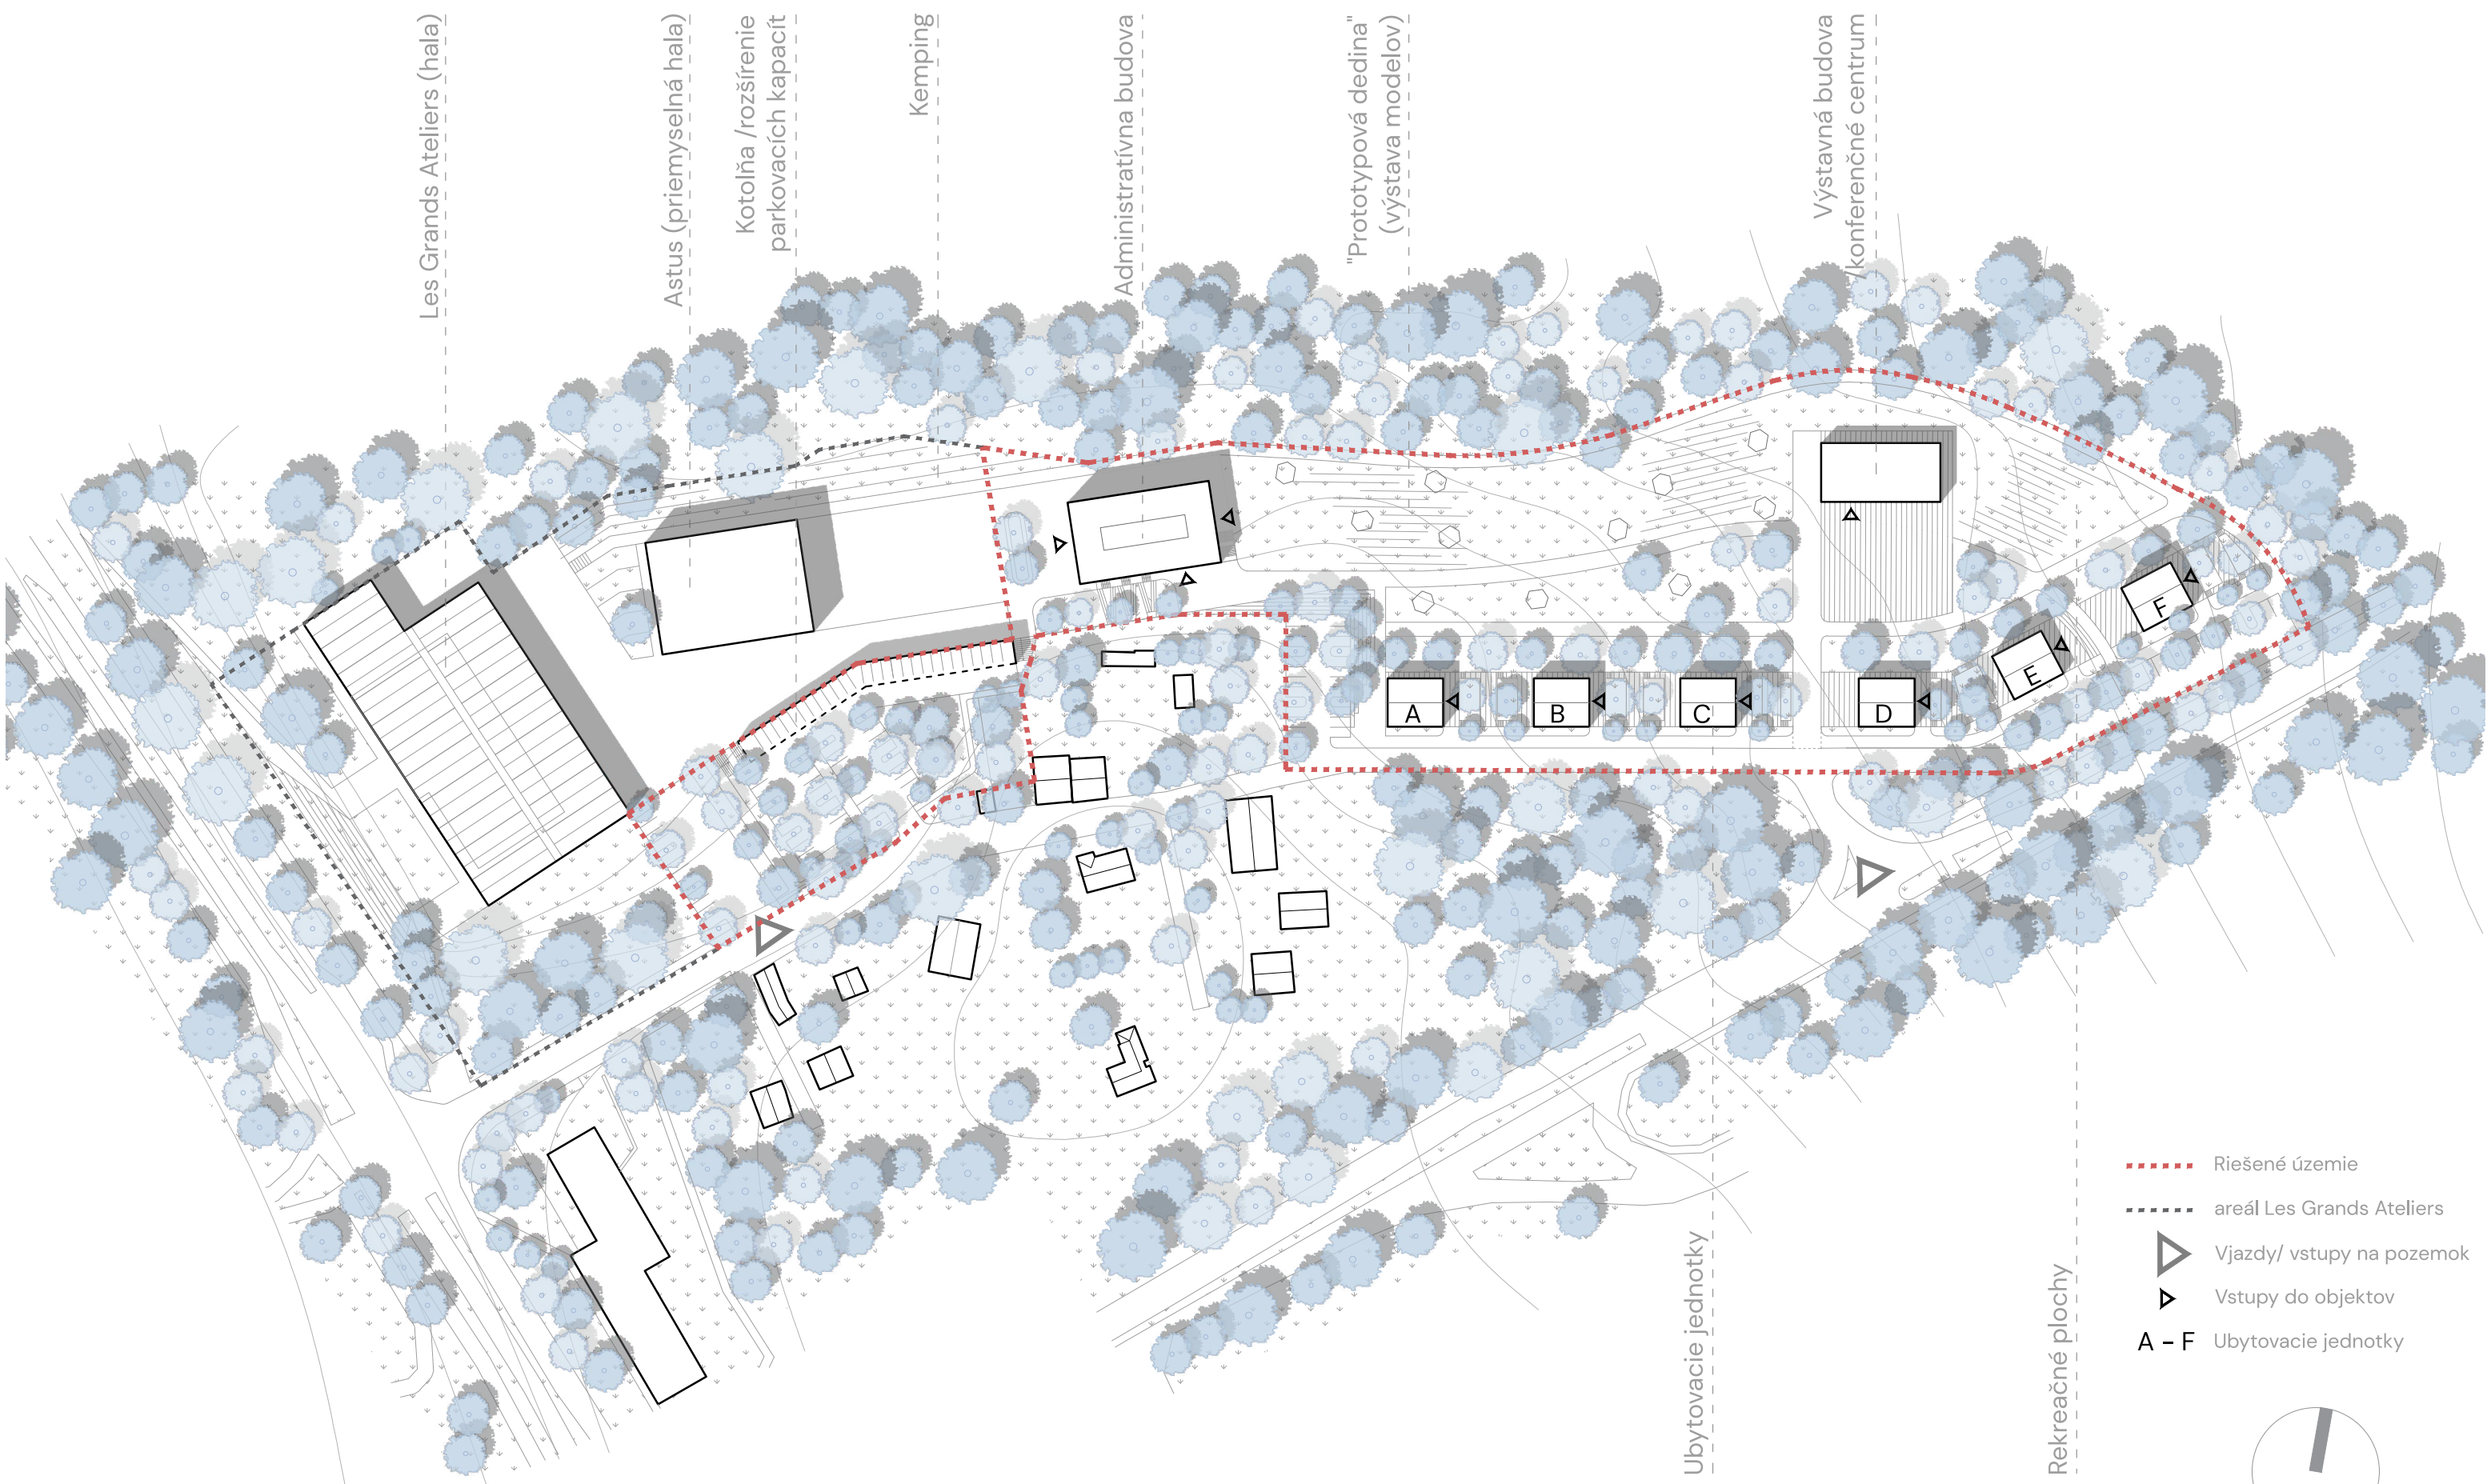 Les Grands Ateliers (hala)
Astus (priemyselná hala)
Kotolňa /rozšírenie
parkovacích kapacít
Kemping
Administratívna budova
"Prototypová dedina"
(výstava modelov)
Výstavná budova
/konferenčné centrum
A
B
C
D
E
F
Ubytovacie jednotky
Rekreačné plochy
Riešené územie
areál Les Grands Ateliers
Vjazdy/ vstupy na pozemok
Vstupy do objektov
A – F Ubytovacie jednotky